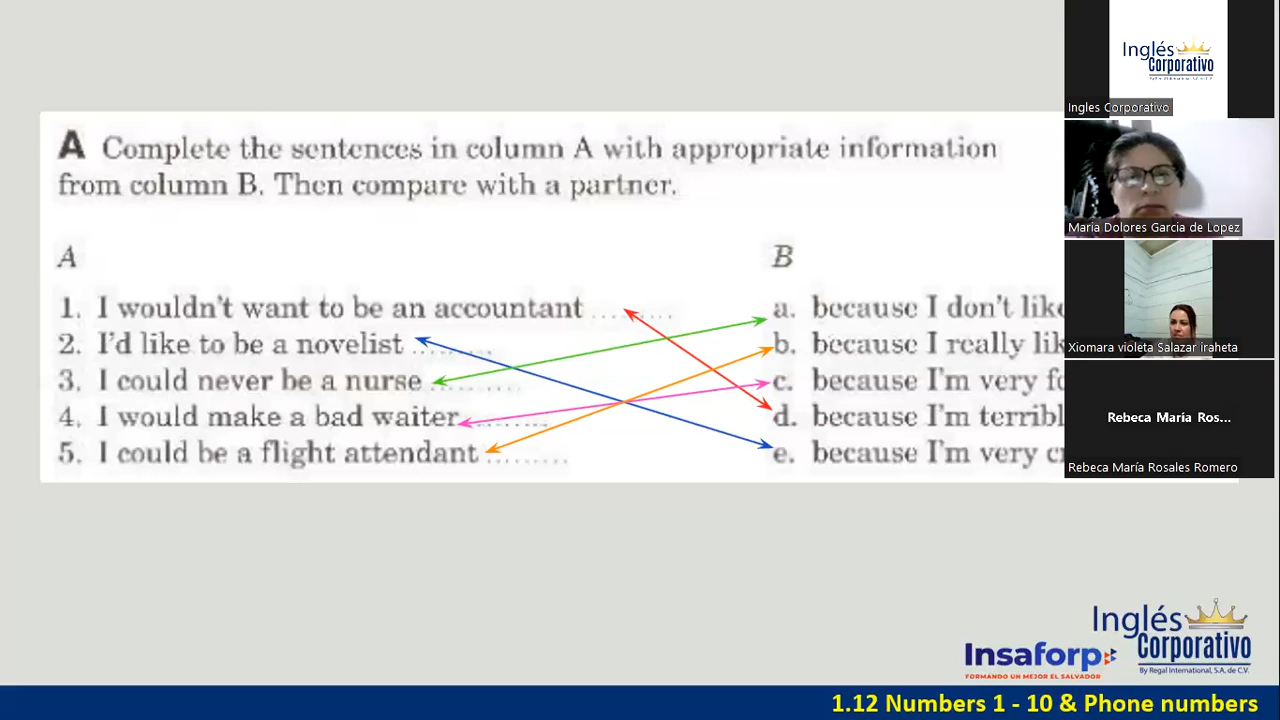 A Complete the sentences in column A with appropriate information
from column B. Then compare with a partner.
A
B
1. I wouldn't want to be an accountant .........
a. because I don't like
2. I'd like to be a novelist .........
b. because I really
3. I could never be a nurse .........
c. because I'm very
4. I would make a bad waiter.........
d. because I'm
5. I could be a flight attendant .........
e. because I'm very
Inglés
Corporativo
Ingles Corporativo
Maria Dolores Garcia de Lopez
Xiomara violeta Salazar iraheta
Rebeca María Ros...
Rebeca María Rosales Romero
Insaforp
FORMANDO UN MEJOR EL SALVADOR
Inglés
Corporativo
By Regal International, S.A. de C.V.
1.12 Numbers 1 - 10 & Phone numbers